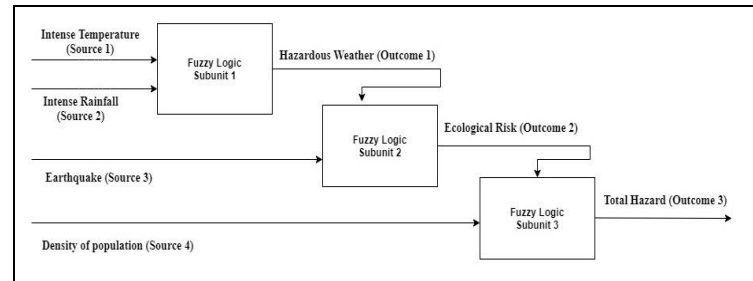 Intense Temperature
(Source 1)
Fuzzy Logic
Subunit 1
Hazardous Weather (Outcome 1)
Intense Rainfall
(Source 2)
Fuzzy Logic
Subunit 2
Ecological Risk (Outcome 2)
Earthquake (Source 3)
Fuzzy Logic
Subunit 3
Total Hazard (Outcome 3)
Density of population (Source 4)